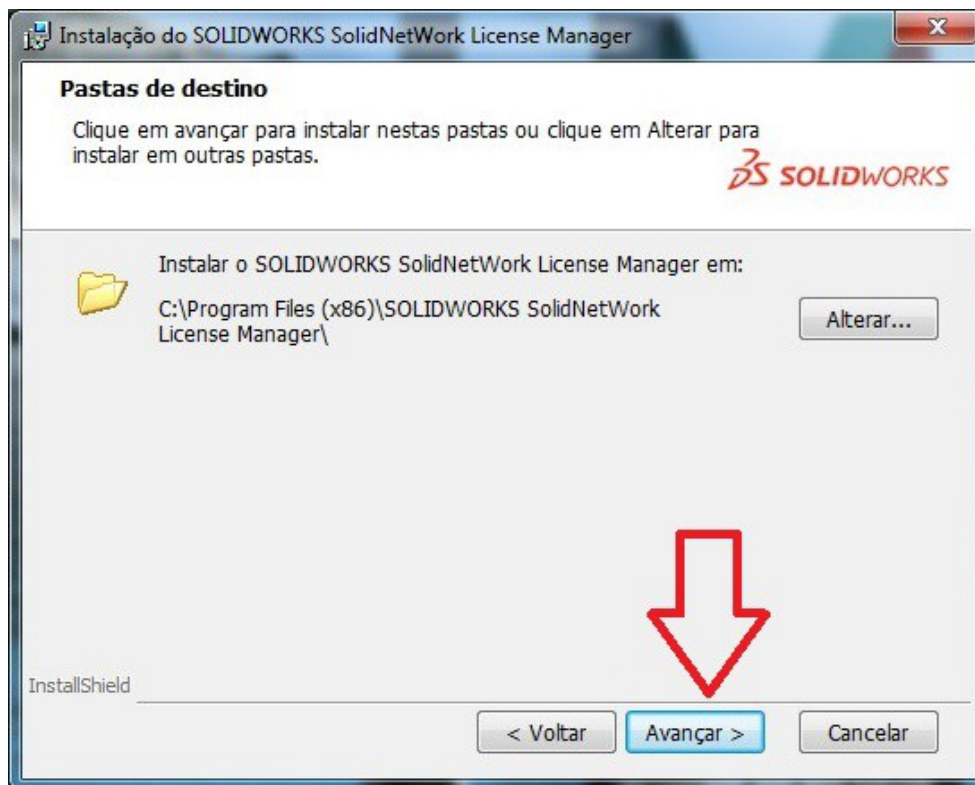 Instalação do SOLIDWORKS SolidNetWork License Manager
Pastas de destino
Clique em avançar para instalar nestas pastas ou clique em Alterar para
instalar em outras pastas.
SOLIDWORKS
Instalar o SOLIDWORKS SolidNetWork License Manager em:
C:\Program Files (x86)\SOLIDWORKS SolidNetWork
License Manager\
Alterar...
InstallShield
< Voltar
Avançar >
Cancelar